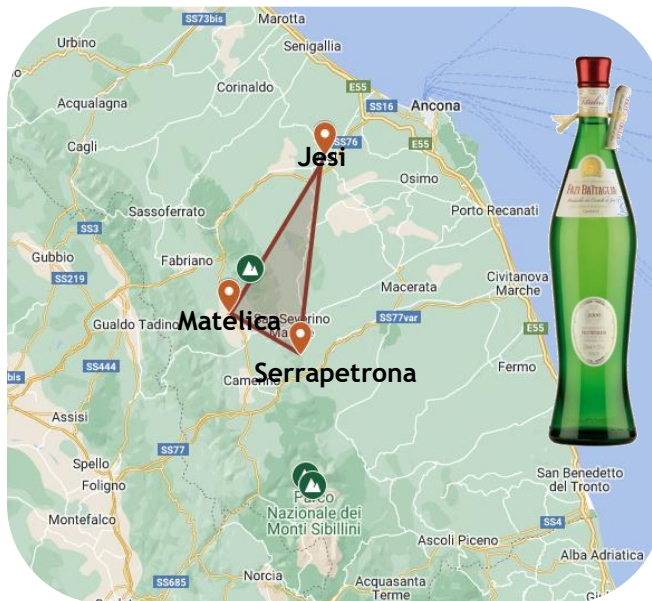 SS73bis
Marotta
Urbino
Senigallia
Corinaldo
E55
Acqualagna
SS16
Ancona
SS76
E55
Cagli
Jesi
Osimo
Sassoferrato
Porto Recanati
SS3
Gubbio
Fabriano
SS219
Macerata
Civitanova
Marche
Matelica
Severino
SS77var
Gualdo Tadino
E55
SS444
Serrapetrona
Fermo
bis
Assisi
SS77
Spello
Foligno
San Benedetto
del Tronto
Parco
Nazionale dei
Monti Sibillini
Montefalco
SS4
Ascoli Piceno
Alba Adriatica
SS685
Norcia
Acquasanta
Terme
FAZI BATTAGLIA